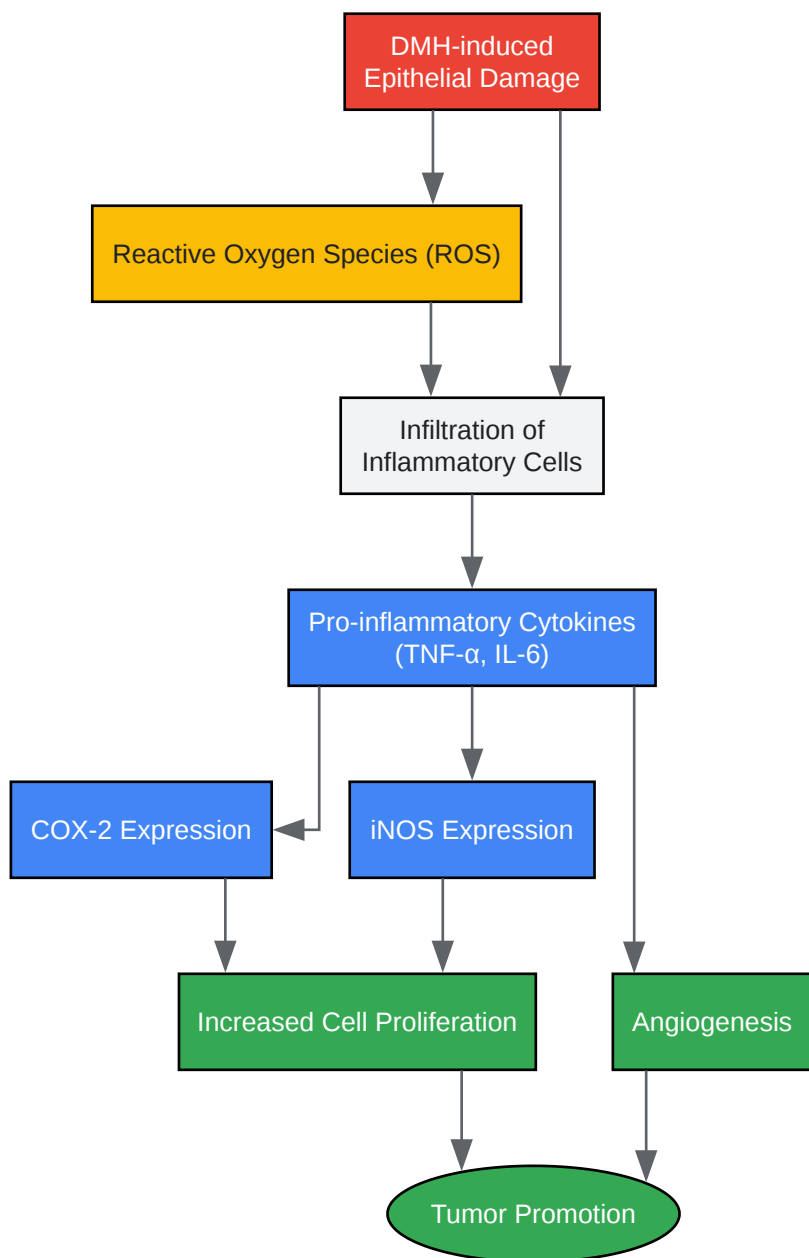 DMH-induced
Epithelial Damage
Reactive Oxygen Species (ROS)
Infiltration of
Inflammatory Cells
Pro-inflammatory Cytokines
(TNF-α, IL-6)
COX-2 Expression
iNOS Expression
Increased Cell Proliferation
Angiogenesis
Tumor Promotion